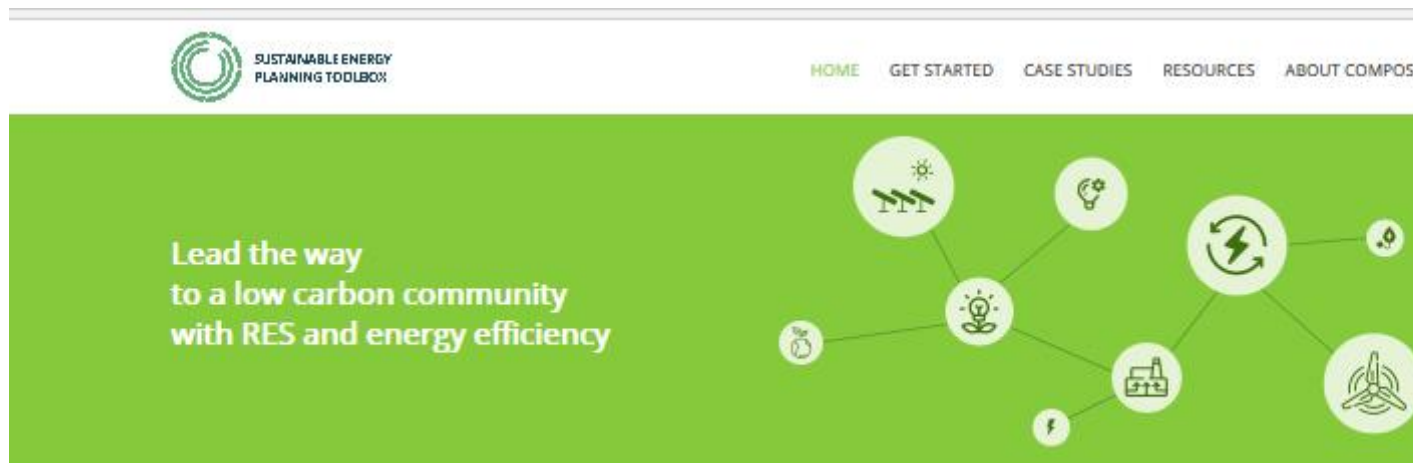 SUSTAINABLE ENERGY
PLANNING TOOLBOX
HOME GET STARTED CASE STUDIES RESOURCES ABOUT COMPOS
Lead the way
to a low carbon community
with RES and energy efficiency